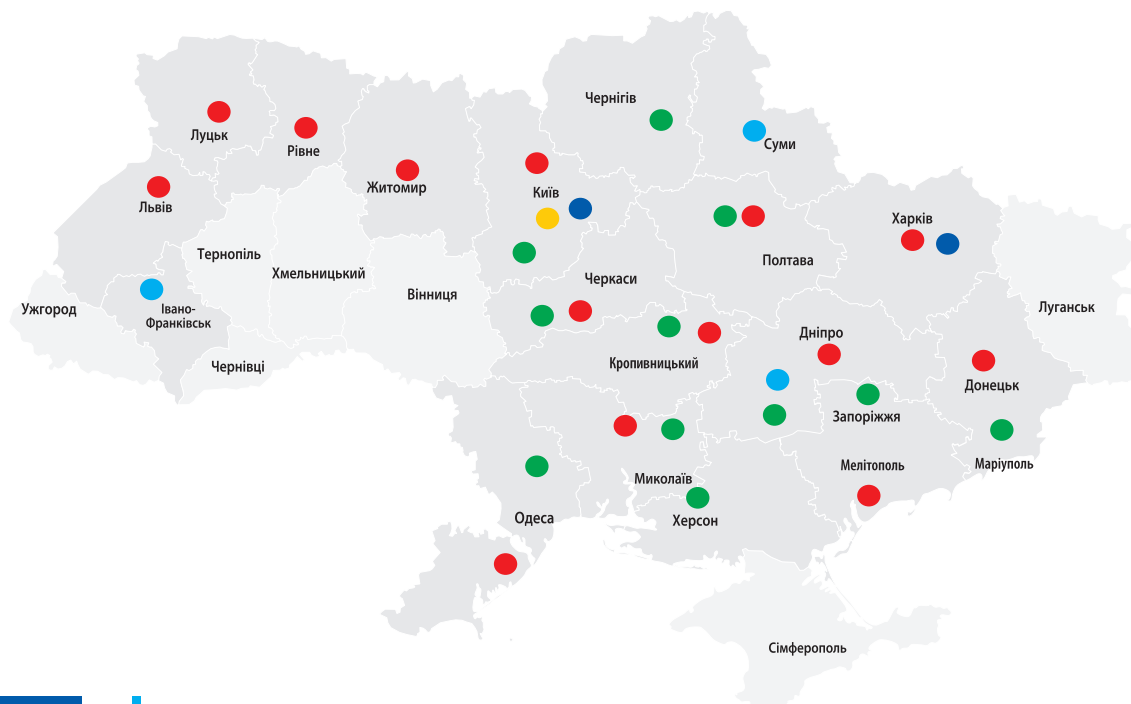 Чернігів
Луцьк
Суми
Рівне
Житомир
Київ
Львів
Харків
Тернопіль
Полтава
Хмельницький
Черкаси
Вінниця
Ужгород
Івано-
Франківськ
Луганськ
Дніпро
Кропивницький
Чернівці
Донецьк
Запоріжжя
Мелітополь
Маріуполь
Миколаїв
Одеса
Херсон
Сімферополь